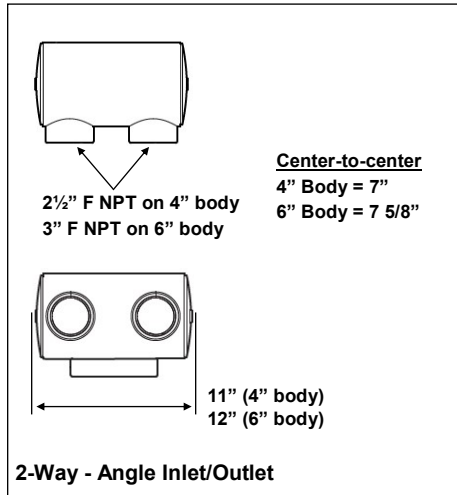 2½” F NPT on 4” body
3” F NPT on 6” body
Center-to-center
4” Body = 7”
6” Body = 7 5/8”
11” (4” body)
12” (6” body)
2-Way - Angle Inlet/Outlet